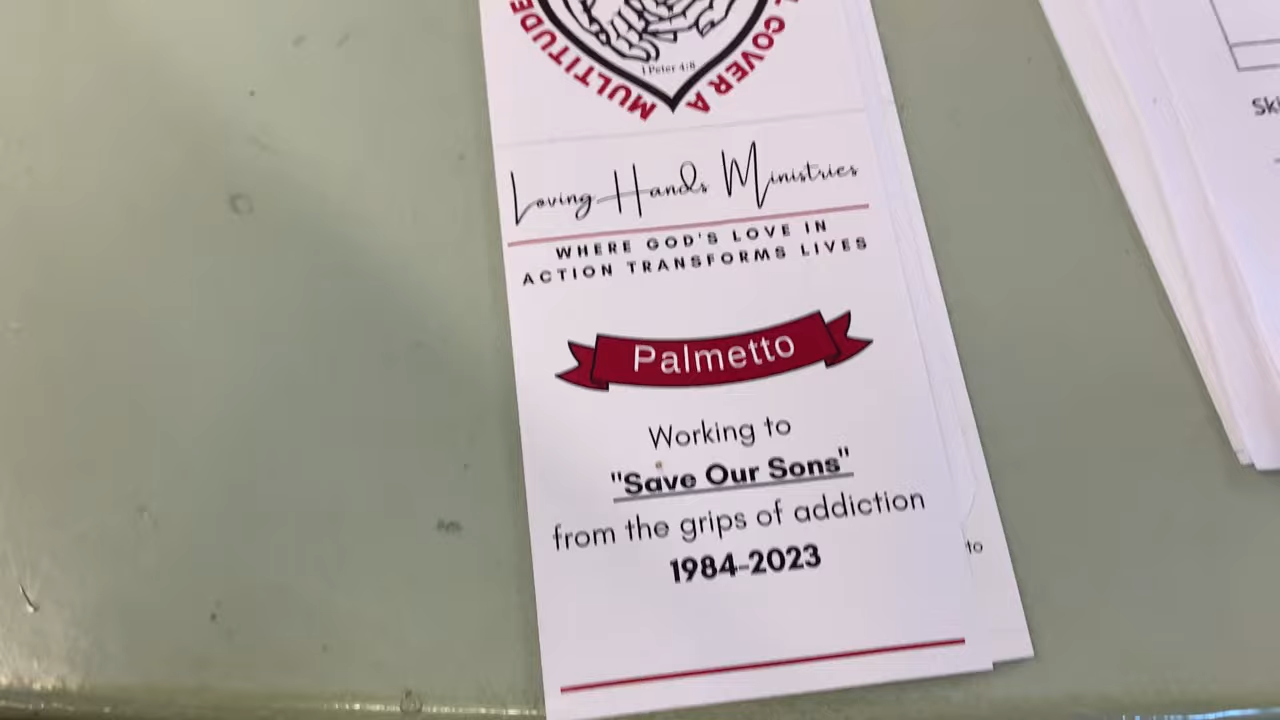 MULTITUDE
COVER A
1 Peter 4:8
Loving Hands Ministries
WHERE GOD'S LOVE IN
ACTION TRANSFORMS LIVES
Palmetto
Working to
"Save Our Sons"
from the grips of addiction
1984-2023
to